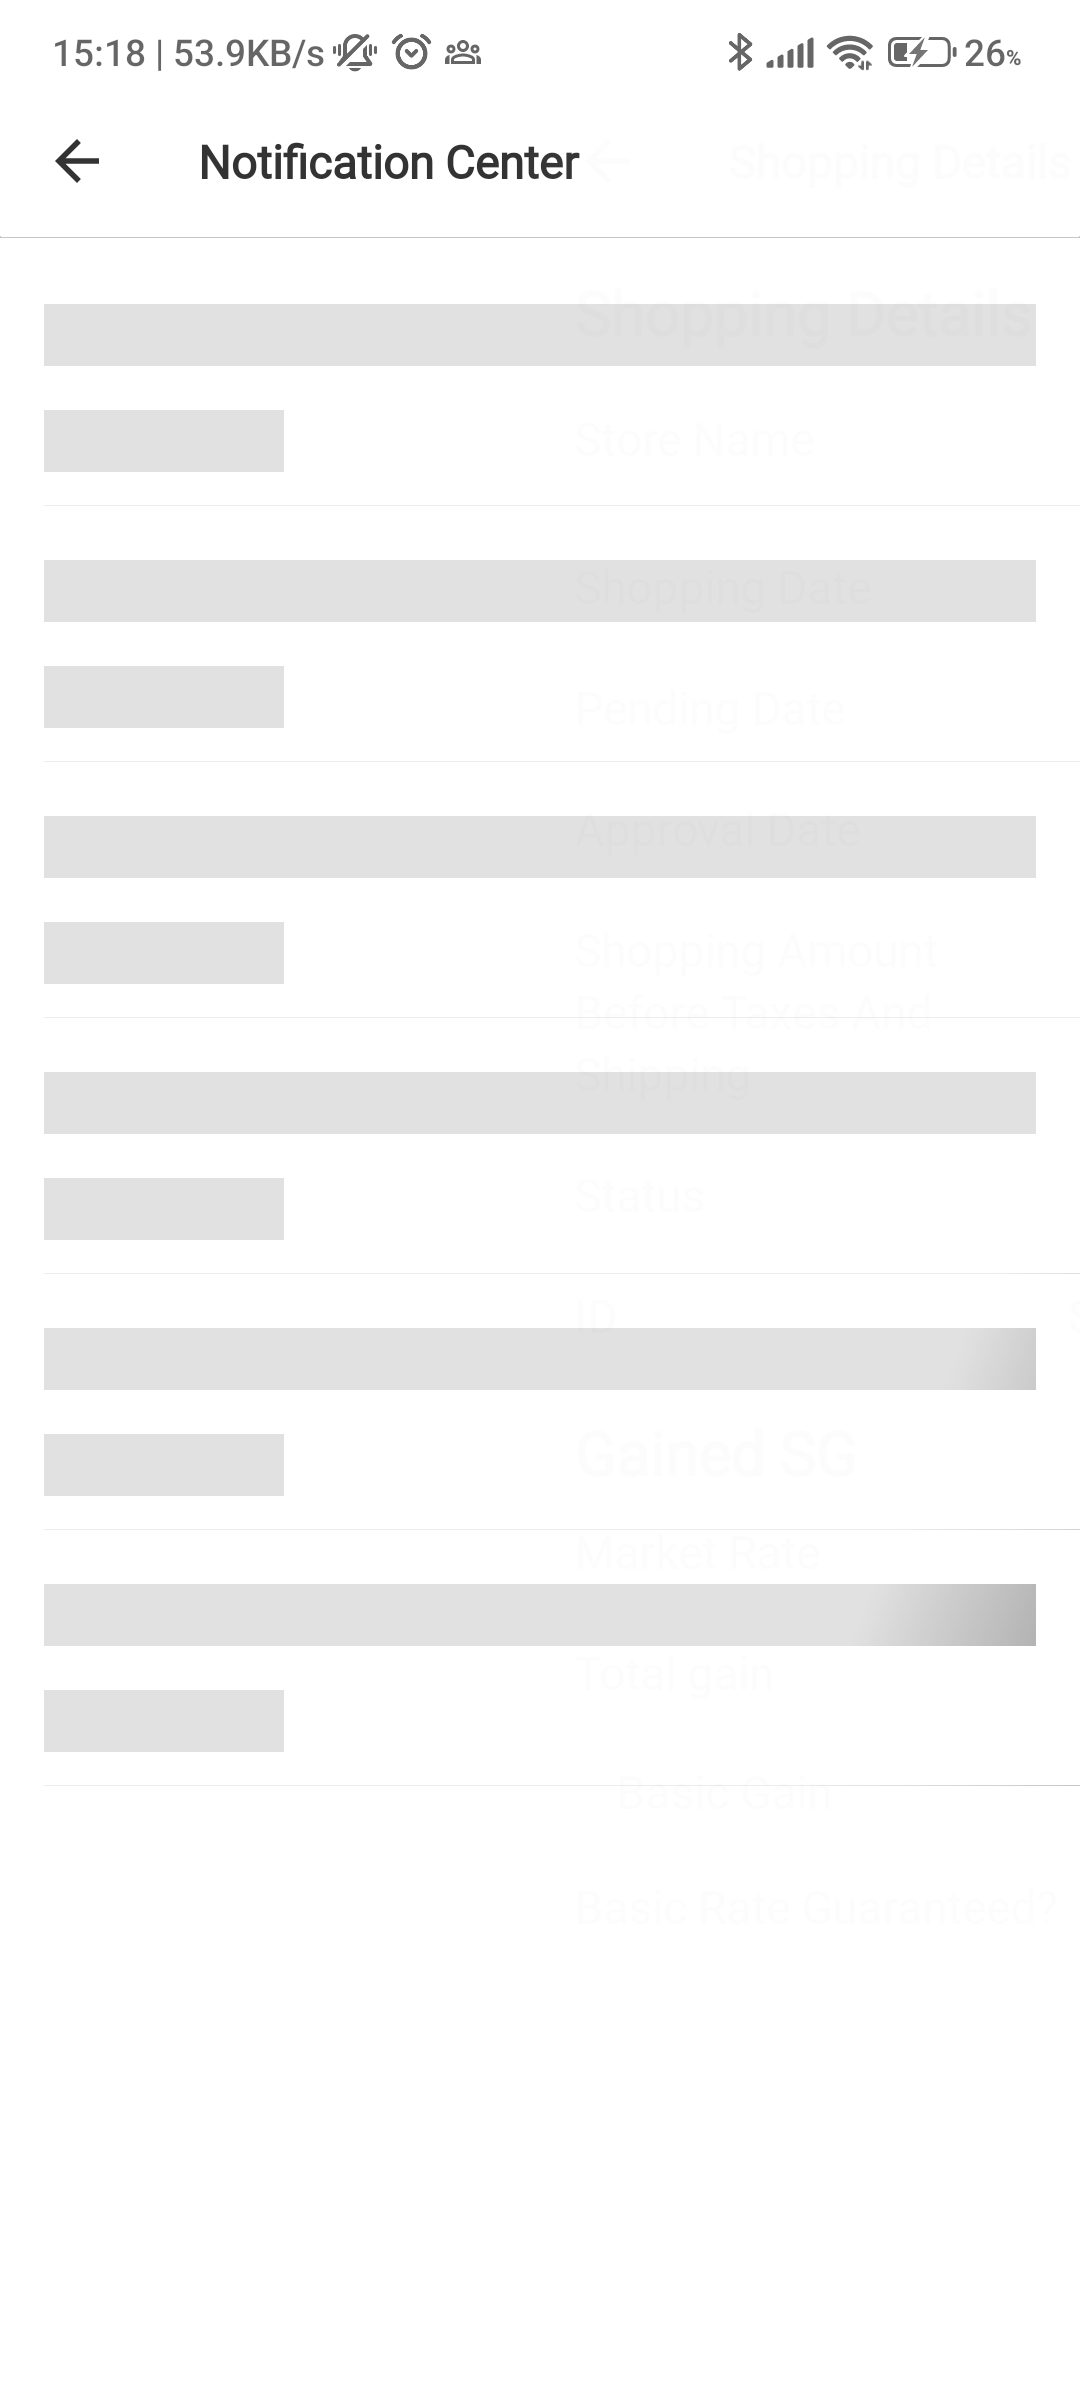 15:18 | 53.9KB/s 26%
Notification Center
Shopping Details
Shopping Details
Store Name
Shopping Date
Pending Date
Approval Date
Shopping Amount
Before Taxes And
Shipping
Status
ID
Gained SG
Market Rate
Total gain
Basic Gain
Basic Rate Guaranteed?